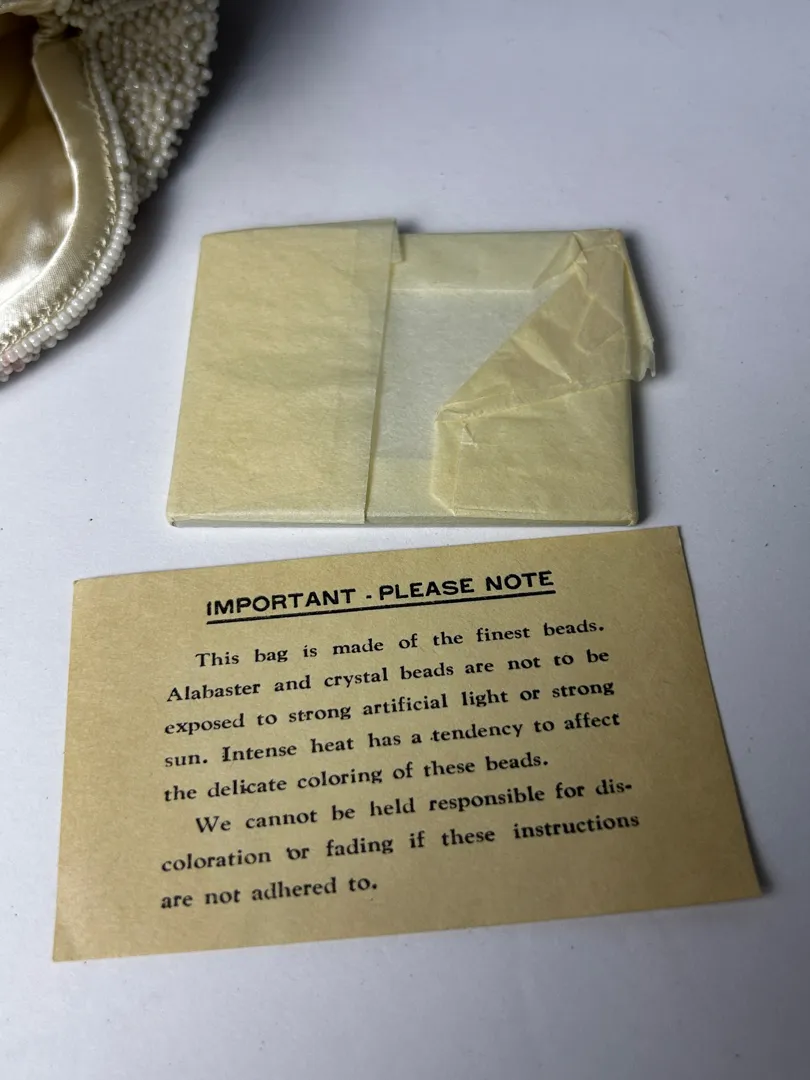 IMPORTANT - PLEASE NOTE
This bag is made of the finest beads.
Alabaster and crystal beads are not to be
exposed to strong artificial light or strong
sun. Intense heat has a tendency to affect
the delicate coloring of these beads.
We cannot be held responsible for dis-
coloration or fading if these instructions
are not adhered to.